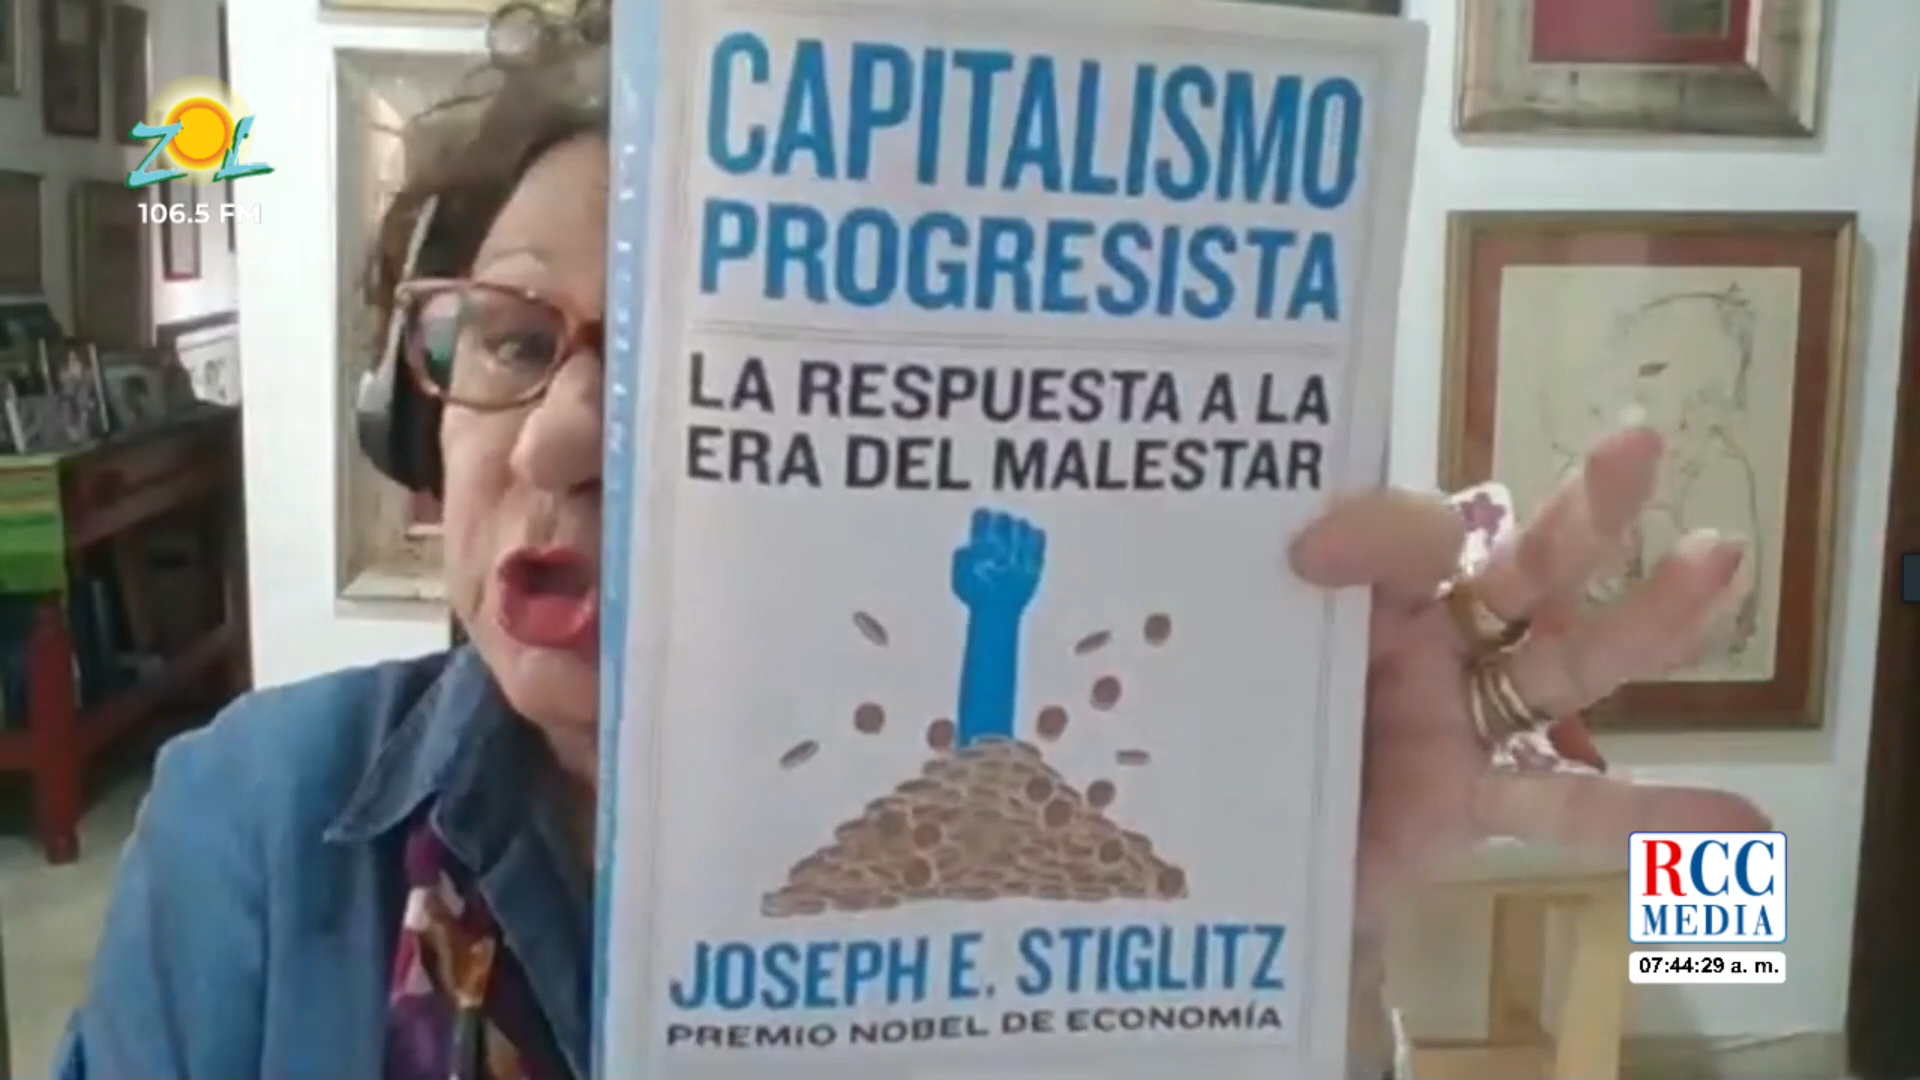 ZOL
106.5 FM
CAPITALISMO
PROGRESISTA
LA RESPUESTA A LA
ERA DEL MALESTAR
JOSEPH E. STIGLITZ
PREMIO NOBEL DE ECONOMÍA
RCC
MEDIA
07:44:29 a. m.